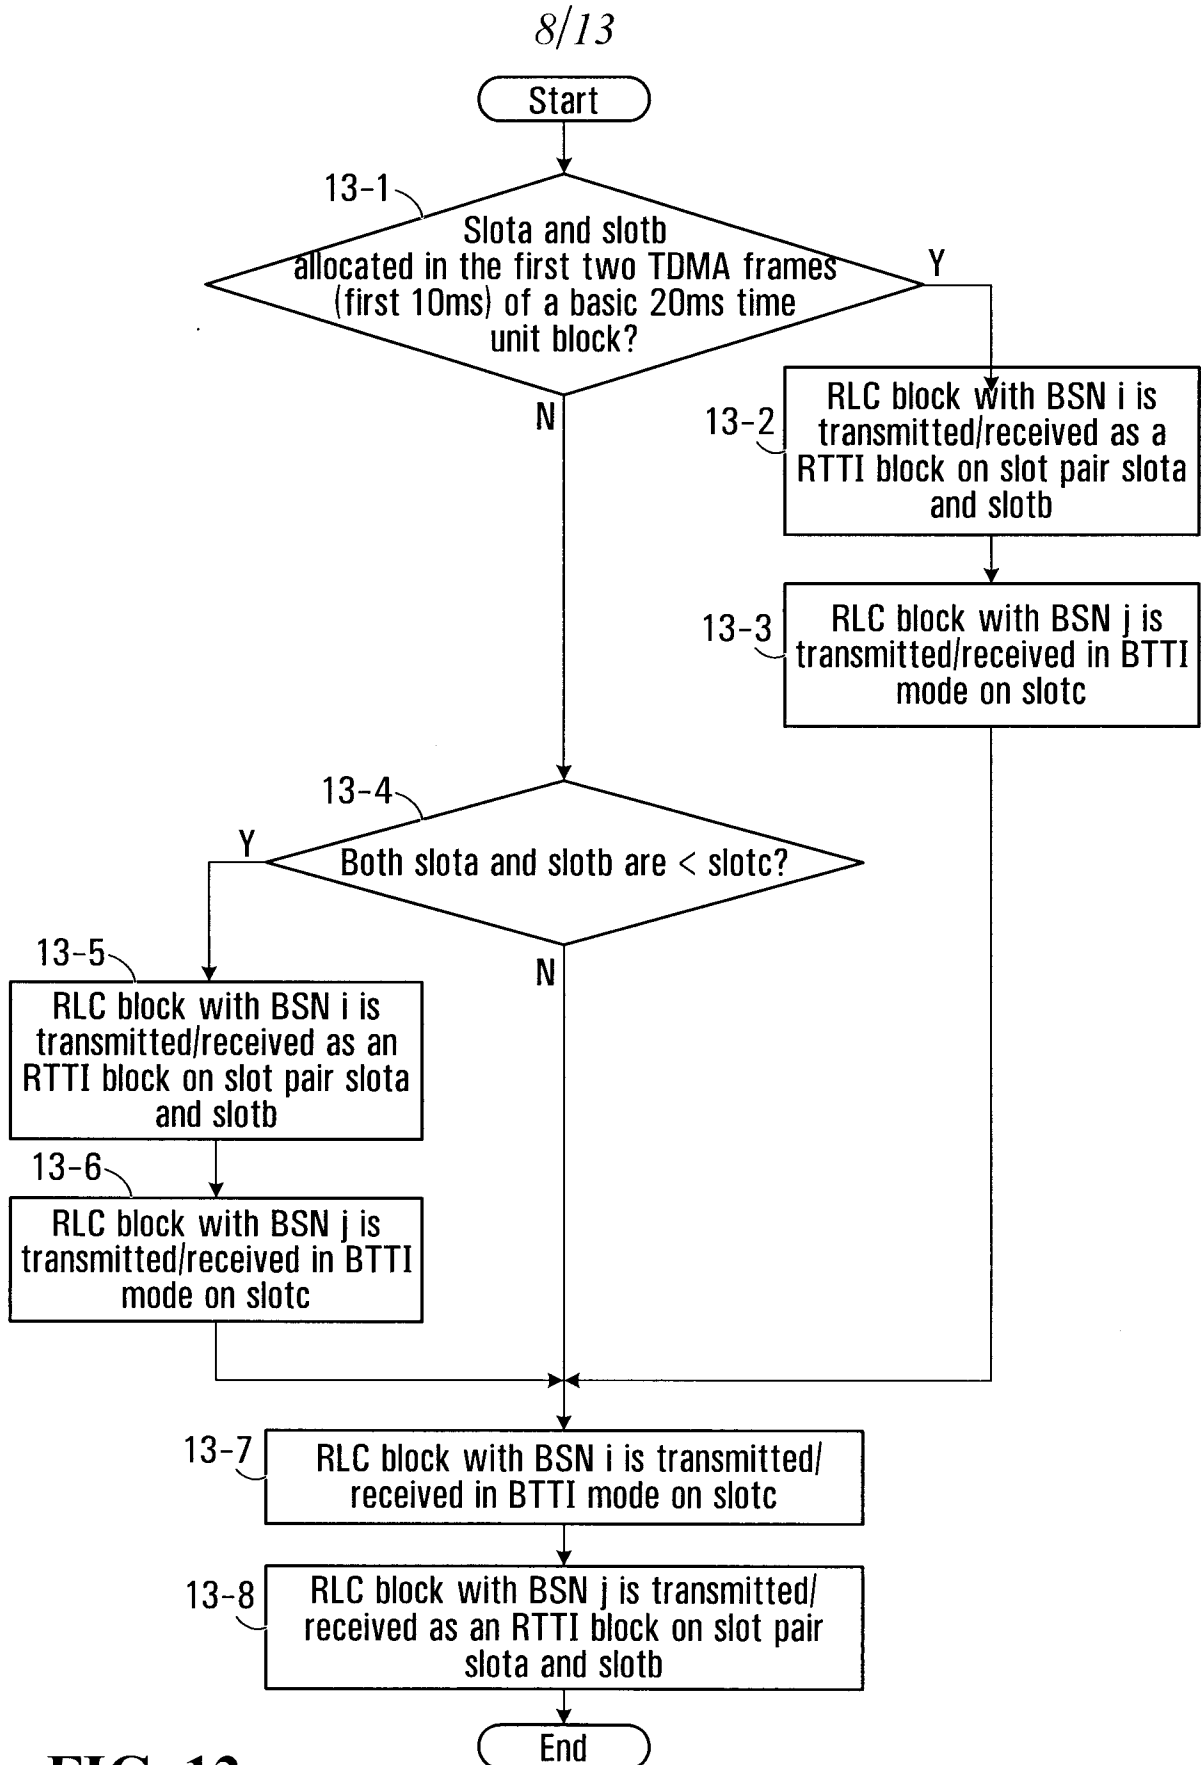 8/13
Start
13-1
Slota and slotb
allocated in the first two TDMA frames
(first 10ms) of a basic 20ms time
unit block?
Y
N
13-2
RLC block with BSN i is
transmitted/received as a
RTTI block on slot pair slota
and slotb
13-3
RLC block with BSN j is
transmitted/received in BTTI
mode on slotc
13-4
Both slota and slotb are < slotc?
Y
N
13-5
RLC block with BSN i is
transmitted/received as an
RTTI block on slot pair slota
and slotb
13-6
RLC block with BSN j is
transmitted/received in BTTI
mode on slotc
13-7
RLC block with BSN i is transmitted/
received in BTTI mode on slotc
13-8
RLC block with BSN j is transmitted/
received as an RTTI block on slot pair
slota and slotb
End